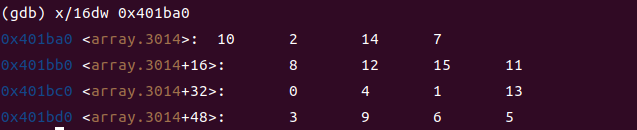 (gdb) x/16dw 0x401ba0
0x401ba0 <array.3014>: 10 2 14 7
0x401bb0 <array.3014+16>: 8 12 15 11
0x401bc0 <array.3014+32>: 0 4 1 13
0x401bd0 <array.3014+48>: 3 9 6 5